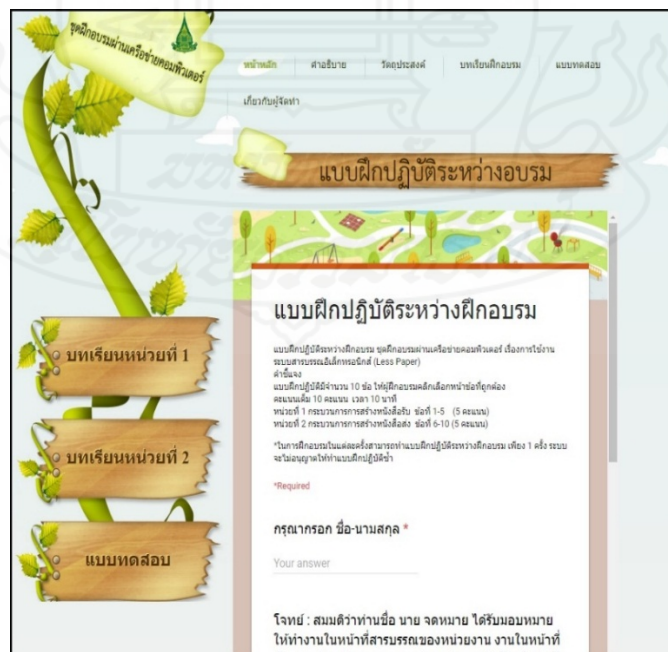 ชุดฝึกอบรมผ่านเครือข่ายคอมพิวเตอร์
หน้าหลัก คำอธิบาย วัตถุประสงค์ บทเรียนฝึกอบรม แบบทดสอบ
เกี่ยวกับผู้จัดทำ
แบบฝึกปฏิบัติระหว่างอบรม
แบบฝึกปฏิบัติระหว่างฝึกอบรม
แบบฝึกปฏิบัติระหว่างฝึกอบรม ชุดฝึกอบรมผ่านเครือข่ายคอมพิวเตอร์ เรื่องการใช้งาน
ระบบสารบรรณอิเล็กทรอนิกส์ (Less Paper)
คำชี้แจง
แบบฝึกปฏิบัติมีจำนวน 10 ข้อ ให้ผู้ฝึกอบรมคลิกเลือกหน้าข้อที่ถูกต้อง
คะแนนเต็ม 10 คะแนน เวลา 10 นาที
หน่วยที่ 1 กระบวนการการสร้างหนังสือรับ ข้อที่ 1-5 (5 คะแนน)
หน่วยที่ 2 กระบวนการการสร้างหนังสือส่ง ข้อที่ 6-10 (5 คะแนน)
*ในการฝึกอบรมในแต่ละครั้งสามารถทำแบบฝึกปฏิบัติระหว่างฝึกอบรม เพียง 1 ครั้ง ระบบ
จะไม่อนุญาตให้ทำแบบฝึกปฏิบัติซ้ำ
*Required
กรุณากรอก ชื่อ-นามสกุล *
Your answer
โจทย์ : สมมติว่าท่านชื่อ นาย จดหมาย ได้รับมอบหมาย
ให้ทำงานในหน้าที่สารบรรณของหน่วยงาน งานในหน้าที่
บทเรียนหน่วยที่ 1
บทเรียนหน่วยที่ 2
แบบทดสอบ